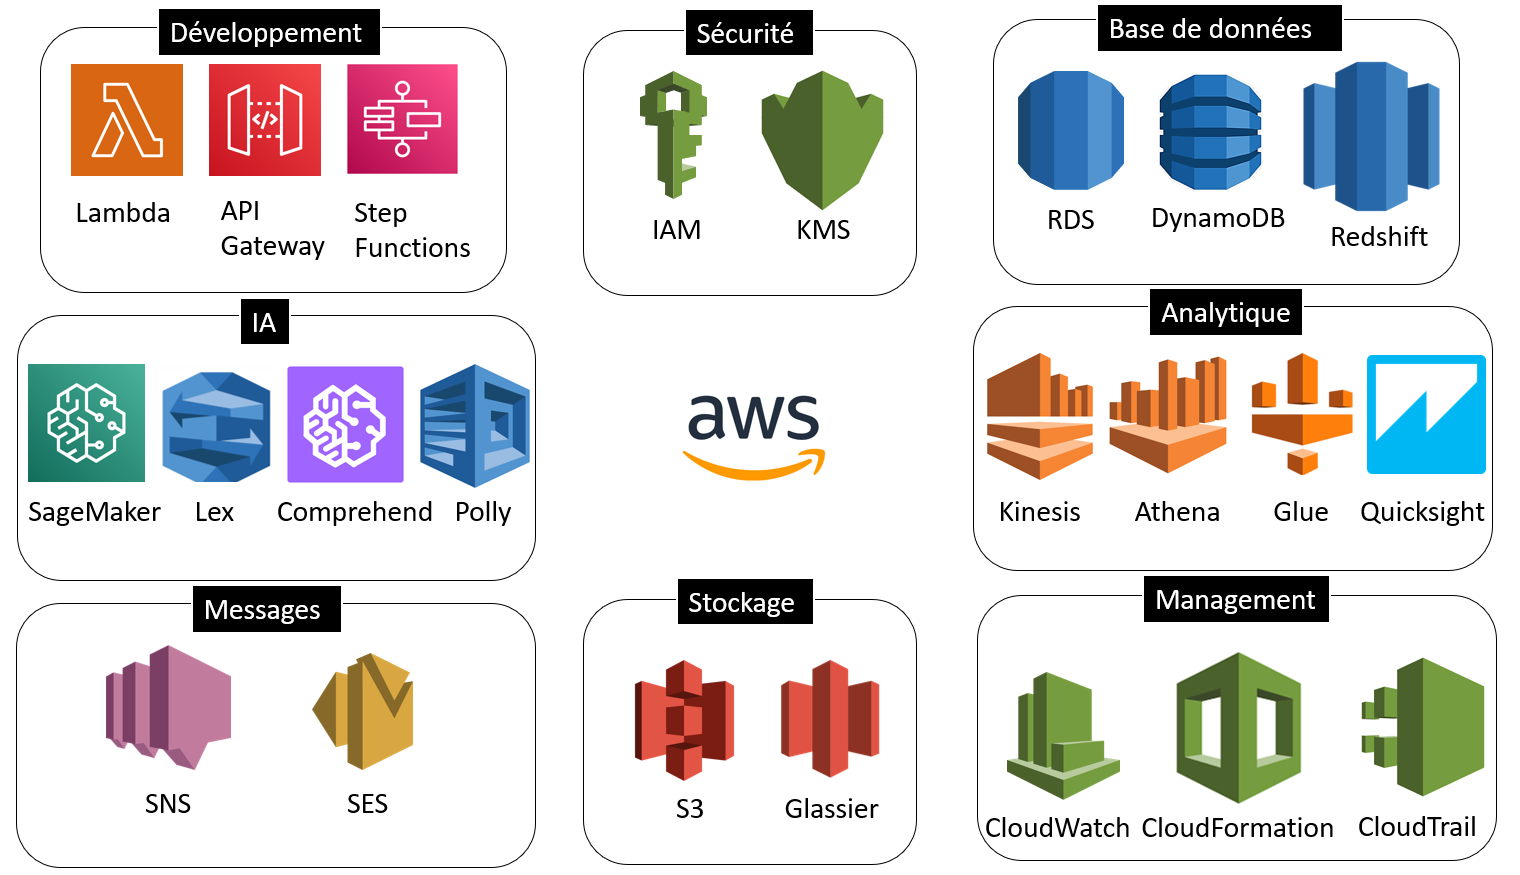 Développement
Lambda
API
Gateway
Step
Functions
Sécurité
IAM
KMS
Base de données
RDS
DynamoDB
Redshift
IA
SageMaker
Lex
Comprehend
Polly
aws
Analytique
Kinesis
Athena
Glue
Quicksight
Messages
SNS
SES
Stockage
S3
Glassier
Management
CloudWatch
CloudFormation
CloudTrail